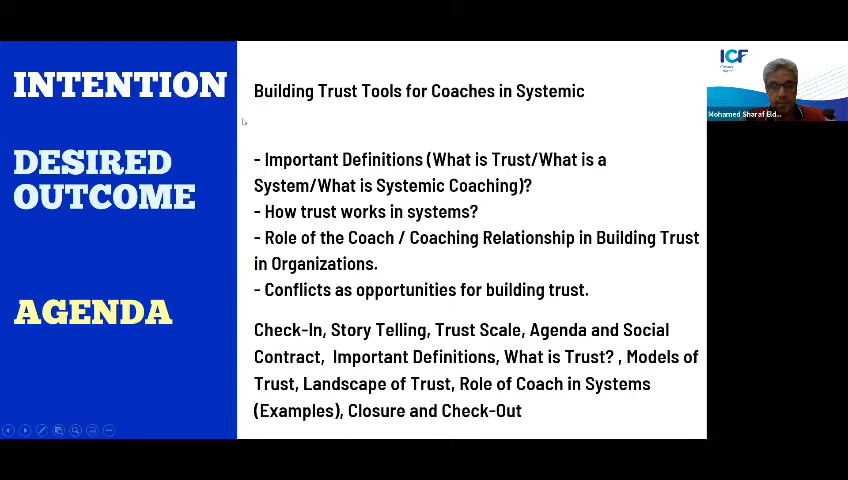 INTENTION
Building Trust Tools for Coaches in Systemic
DESIRED
OUTCOME
- Important Definitions (What is Trust/What is a
System/What is Systemic Coaching)?
- How trust works in systems?
- Role of the Coach / Coaching Relationship in Building Trust
in Organizations.
- Conflicts as opportunities for building trust.
AGENDA
Check-In, Story Telling, Trust Scale, Agenda and Social
Contract, Important Definitions, What is Trust? , Models of
Trust, Landscape of Trust, Role of Coach in Systems
(Examples), Closure and Check-Out
ICF
Mohamed Sharaf Eld...